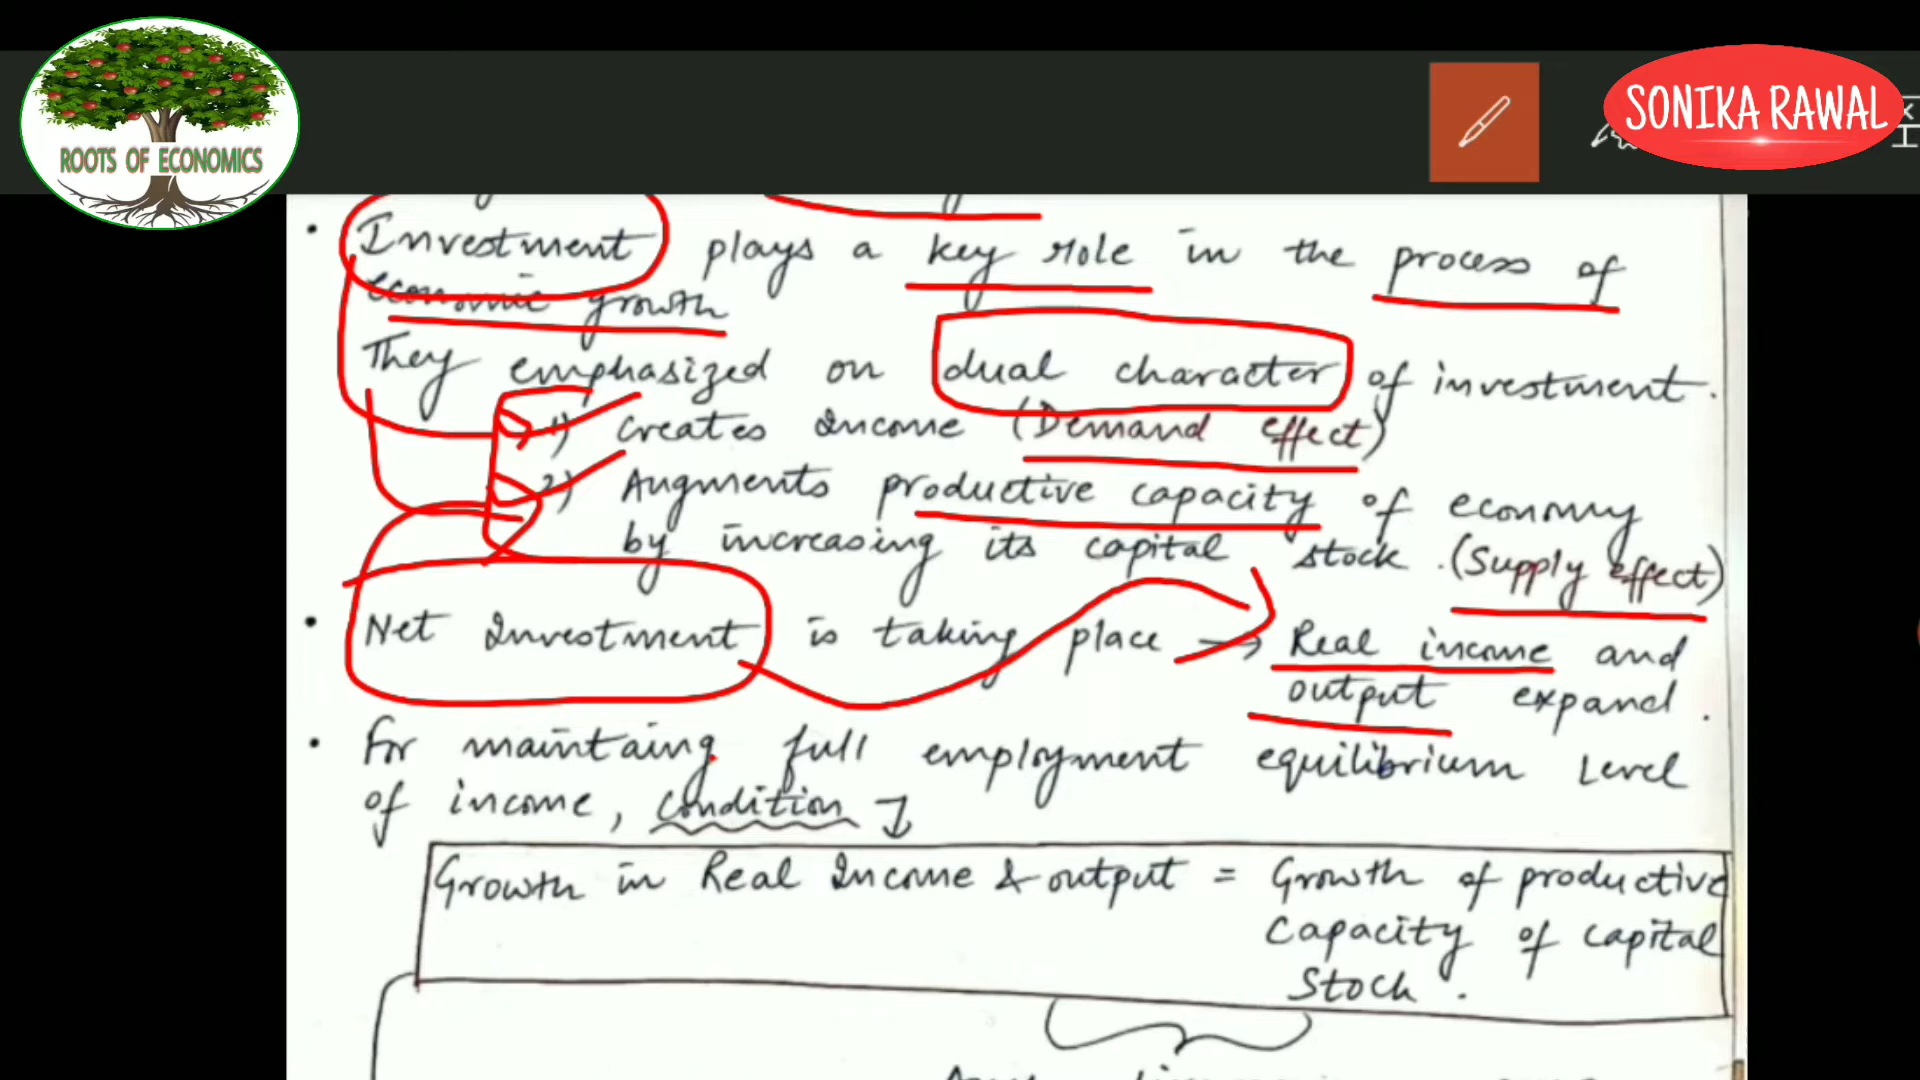 ROOTS OF ECONOMICS
SONIKA RAWAL
• Investment plays a key role in the process of
economic growth
They emphasized on dual character of investment.
1) Creates Income (Demand effect)
2) Augments productive capacity of economy
by increasing its capital stock. (Supply effect)
• Net Investment is taking place → Real income and
output expand.
• For maintaing full employment equilibrium Level
of income, Condition ↓
Growth in Real Income & output = Growth of productive
Capacity of capital
Stock.